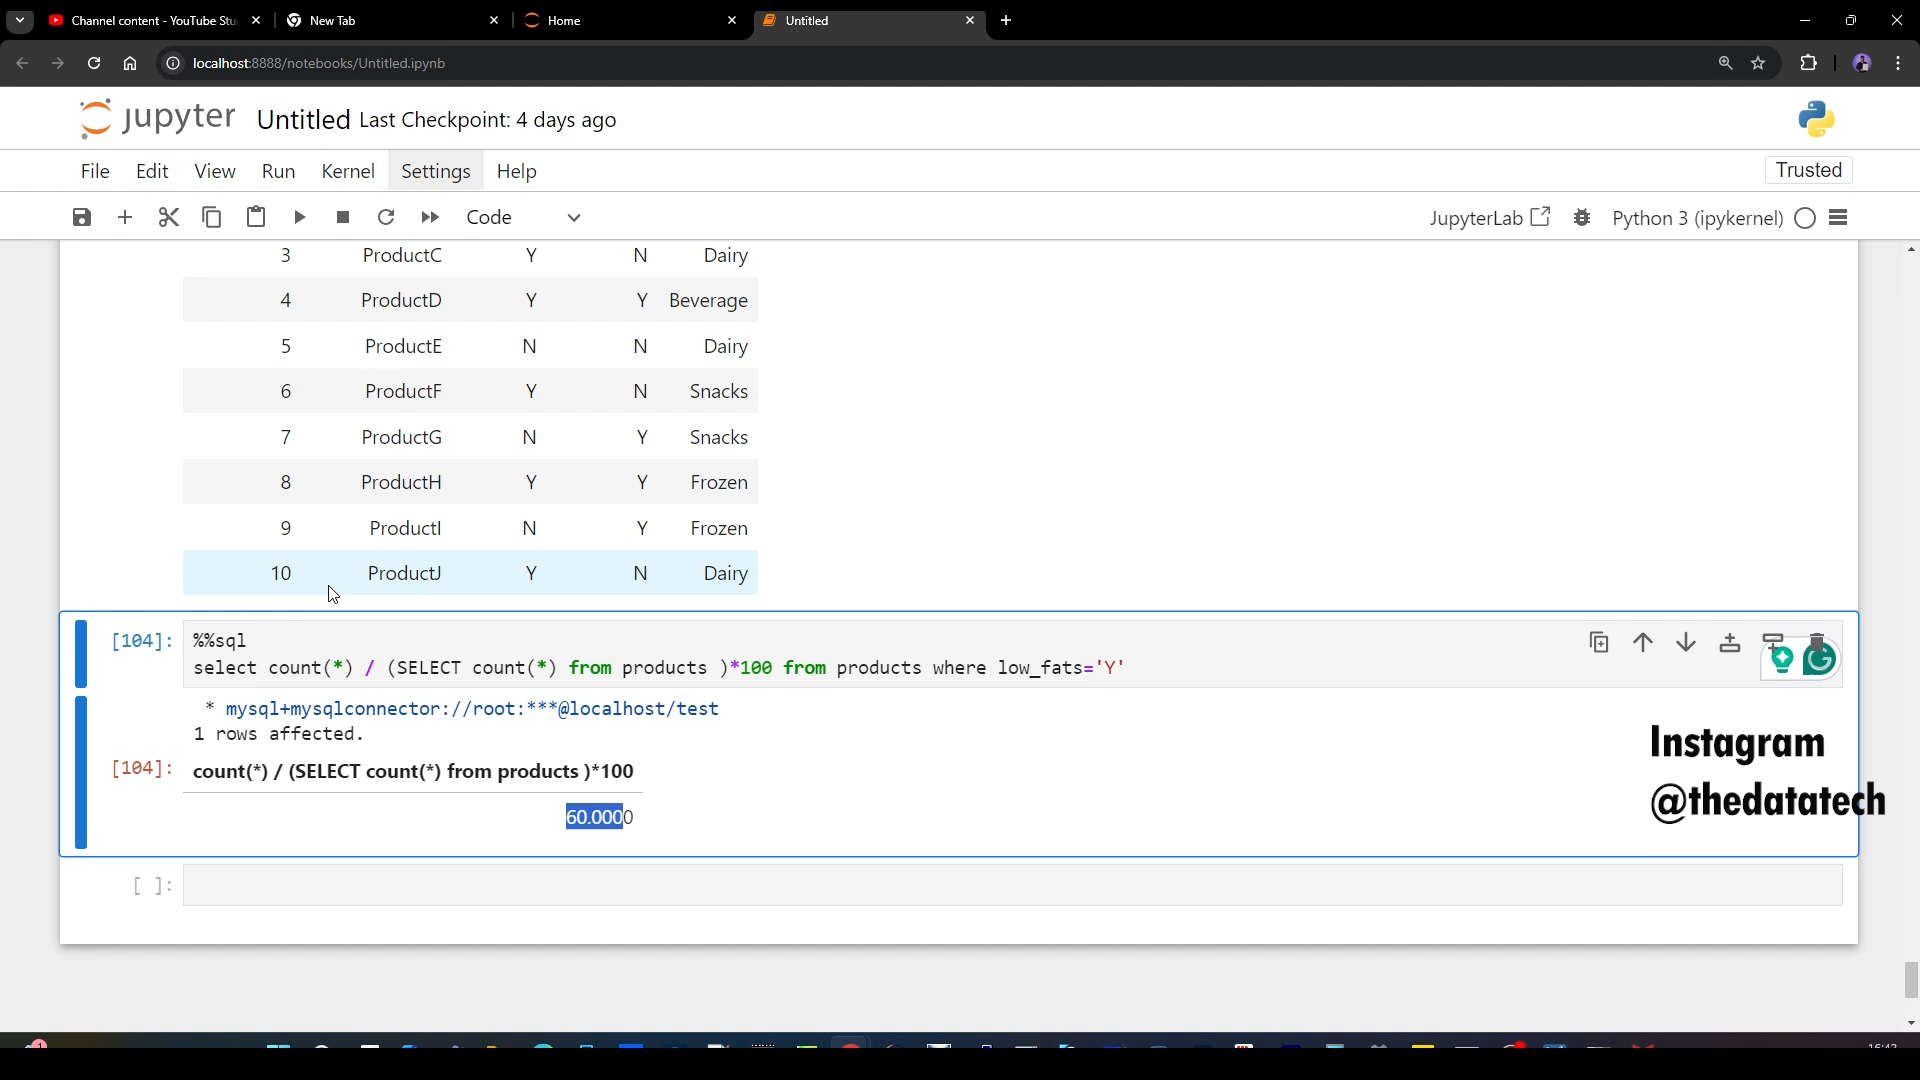 Channel content - YouTube Stu
New Tab
Home
Untitled
localhost:8888/notebooks/Untitled.ipynb
jupyter Untitled Last Checkpoint: 4 days ago
File Edit View Run Kernel Settings Help Trusted
Code JupyterLab Python 3 (ipykernel)
3 ProductC Y N Dairy
4 ProductD Y Y Beverage
5 ProductE N N Dairy
6 ProductF Y N Snacks
7 ProductG N Y Snacks
8 ProductH Y Y Frozen
9 ProductI N Y Frozen
10 ProductJ Y N Dairy
[104]: %%sql
select count(*) / (SELECT count(*) from products )*100 from products where low_fats='Y'
* mysql+mysqlconnector://root:***@localhost/test
1 rows affected.
[104]: count(*) / (SELECT count(*) from products )*100
60.0000
Instagram
@thedatatech
[ ]: